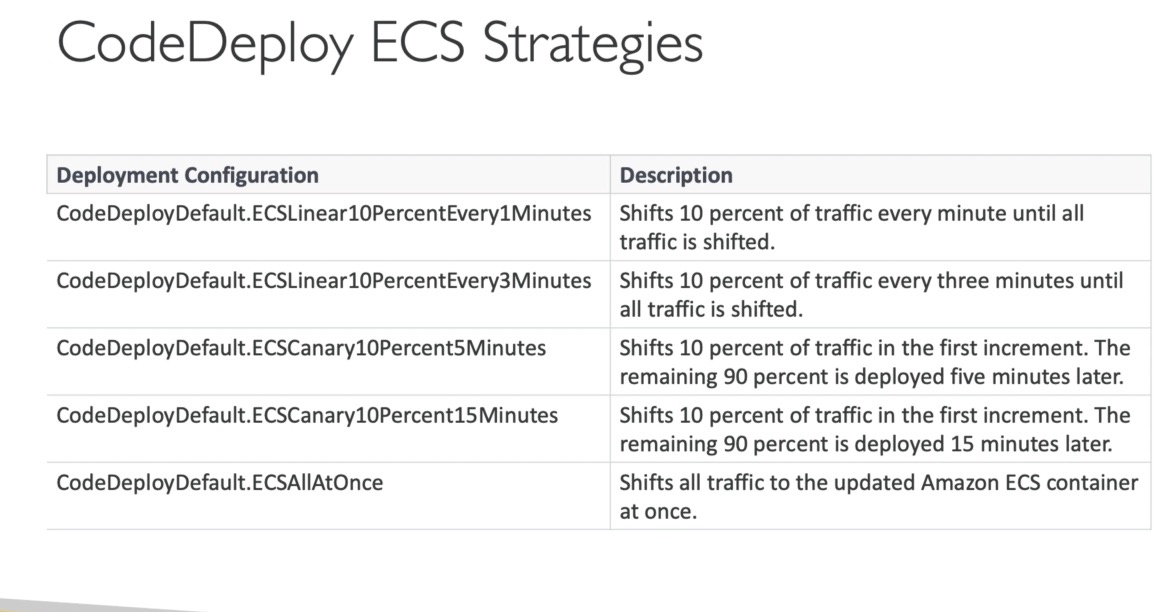 CodeDeploy ECS Strategies
Deployment Configuration
Description
CodeDeployDefault.ECSLinear10PercentEvery1Minutes
Shifts 10 percent of traffic every minute until all
traffic is shifted.
CodeDeployDefault.ECSLinear10PercentEvery3Minutes
Shifts 10 percent of traffic every three minutes until
all traffic is shifted.
CodeDeployDefault.ECSCanary10Percent5Minutes
Shifts 10 percent of traffic in the first increment. The
remaining 90 percent is deployed five minutes later.
CodeDeployDefault.ECSCanary10Percent15Minutes
Shifts 10 percent of traffic in the first increment. The
remaining 90 percent is deployed 15 minutes later.
CodeDeployDefault.ECSAllAtOnce
Shifts all traffic to the updated Amazon ECS container
at once.